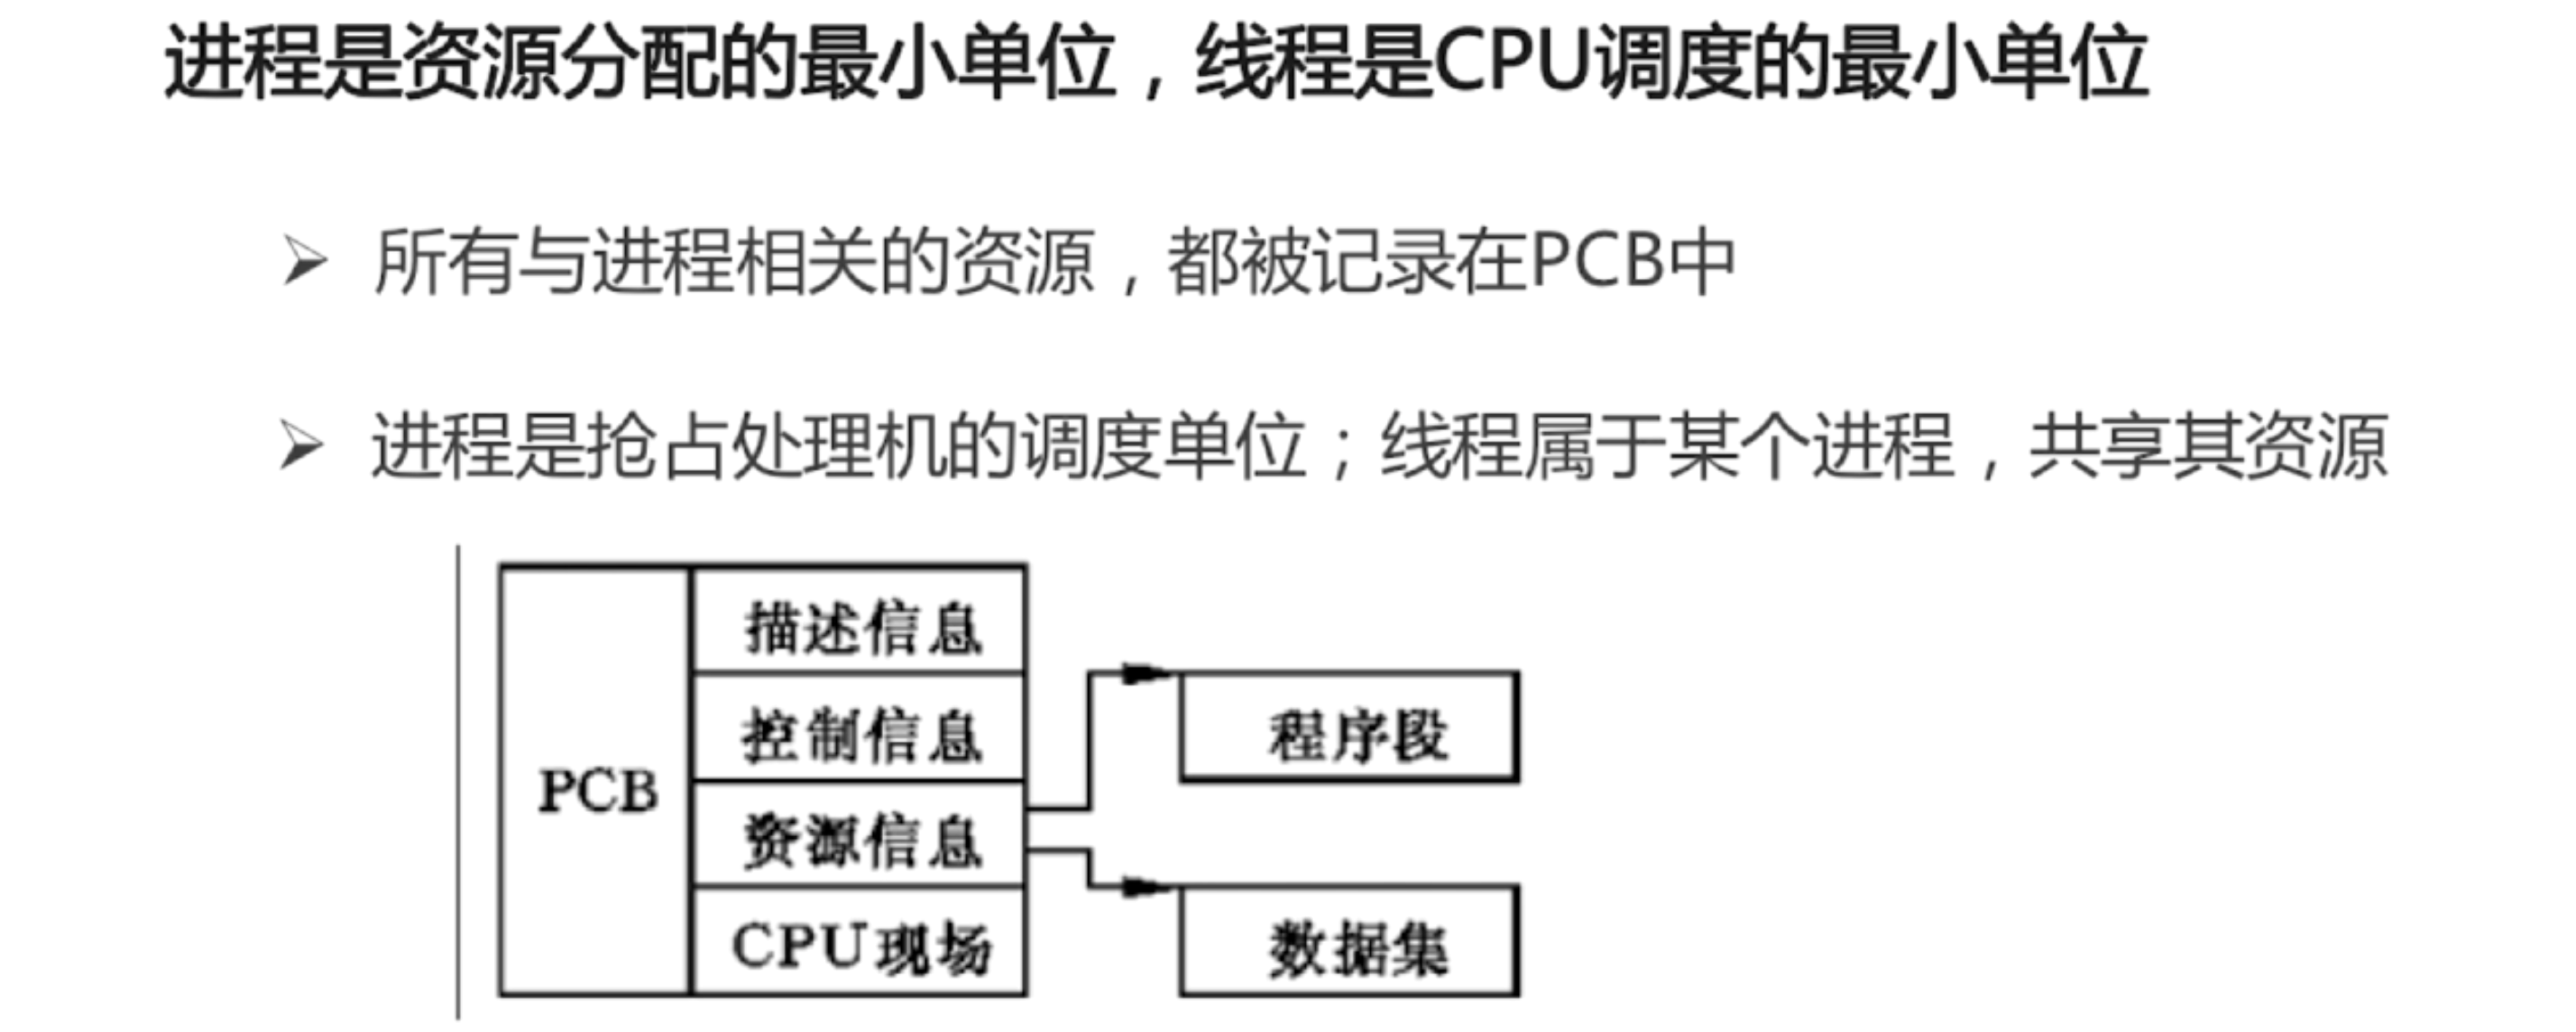 进程是资源分配的最小单位，线程是CPU调度的最小单位
所有与进程相关的资源，都被记录在PCB中
进程是抢占处理机的调度单位；线程属于某个进程，共享其资源
PCB
描述信息
控制信息
资源信息
CPU现场
程序段
数据集